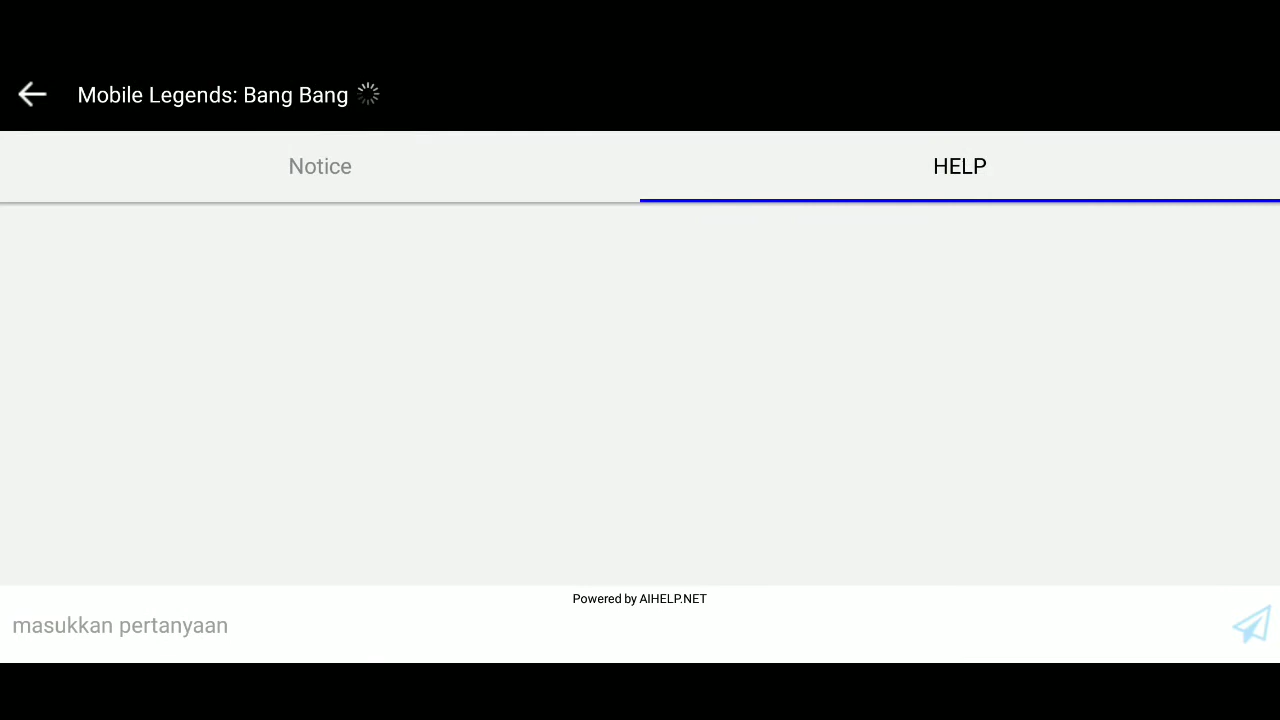 Mobile Legends: Bang Bang
Notice
HELP
Powered by AIHELP.NET
masukkan pertanyaan